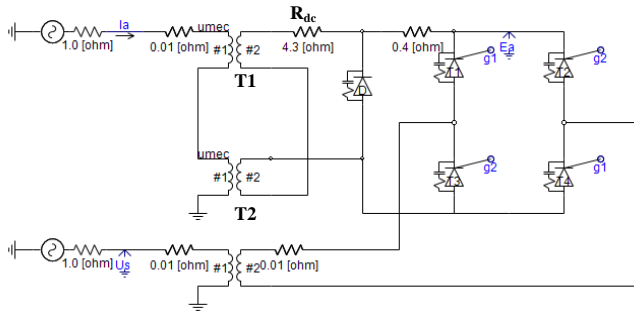 R_dc
Ia
umec
1.0 [ohm]
0.01 [ohm]
#1
#2
4.3 [ohm]
0.4 [ohm]
Ea
T1
g1
T2
g2
T1
D
umec
#1
#2
T3
g2
T4
g1
T2
1.0 [ohm]
Us
0.01 [ohm]
#1
#2
0.01 [ohm]